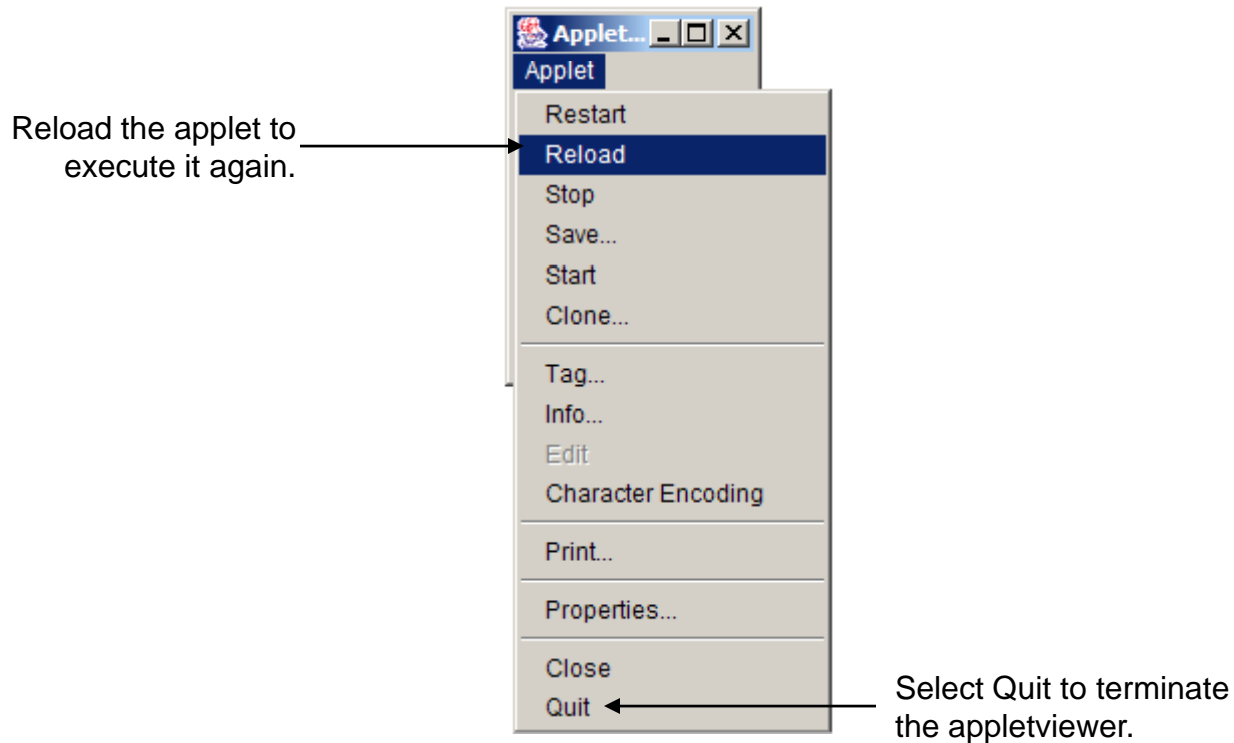 Applet...
Applet
Reload the applet to
execute it again.
Restart
Reload
Stop
Save...
Start
Clone...
Tag...
Info...
Edit
Character Encoding
Print...
Properties...
Close
Quit
Select Quit to terminate
the appletviewer.